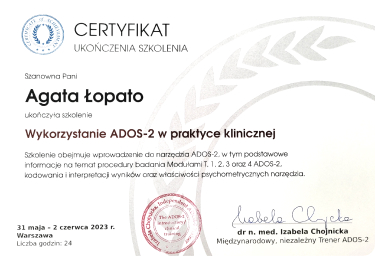 CERTYFIKAT
UKOŃCZENIA SZKOLENIA
Szanowna Pani
Agata Łopato
ukończyła szkolenie
Wykorzystanie ADOS-2 w praktyce klinicznej
Szkolenie obejmuje wprowadzenie do narzędzia ADOS-2, w tym podstawowe
informacje na temat procedury badania Modułami T, 1, 2, 3 oraz 4 ADOS-2,
kodowania i interpretacji wyników oraz właściwości psychometrycznych narzędzia.
31 maja - 2 czerwca 2023 r.
Warszawa
Liczba godzin: 24
dr n. med. Izabela Chojnicka
Międzynarodowy, niezależny Trener ADOS-2